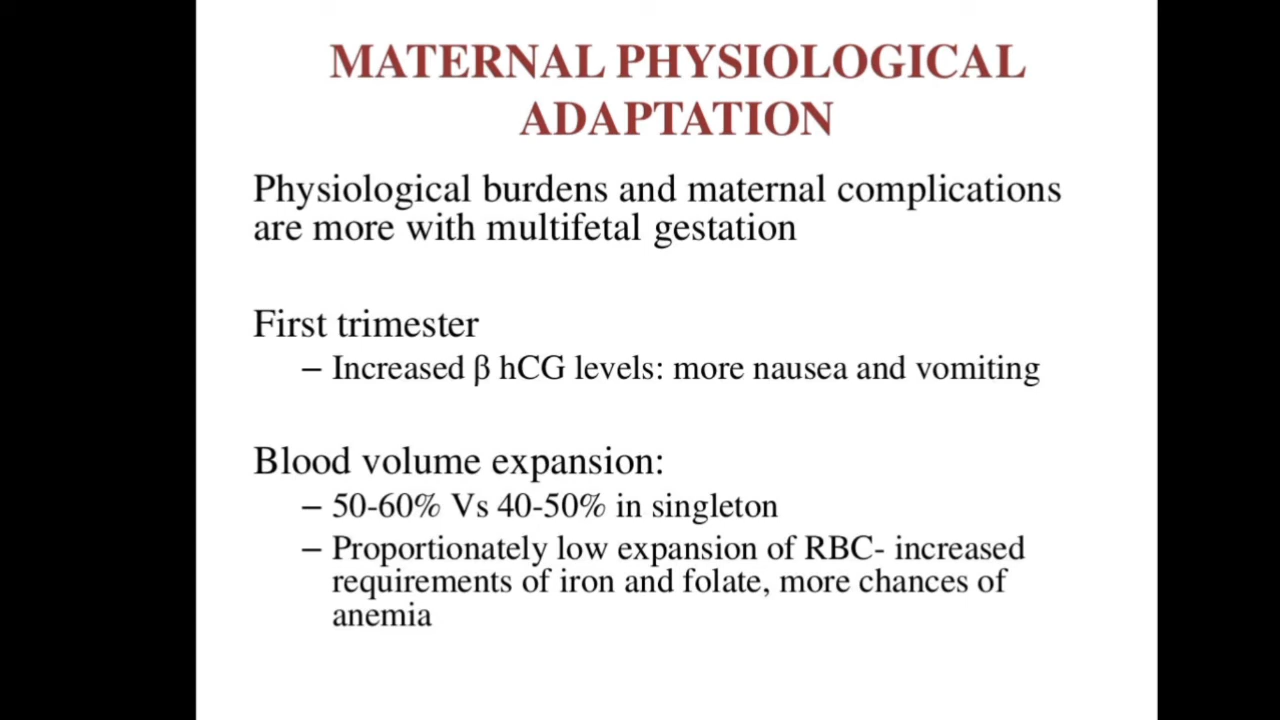 MATERNAL PHYSIOLOGICAL
ADAPTATION
Physiological burdens and maternal complications
are more with multifetal gestation
First trimester
– Increased β hCG levels: more nausea and vomiting
Blood volume expansion:
– 50-60% Vs 40-50% in singleton
– Proportionately low expansion of RBC- increased
requirements of iron and folate, more chances of
anemia